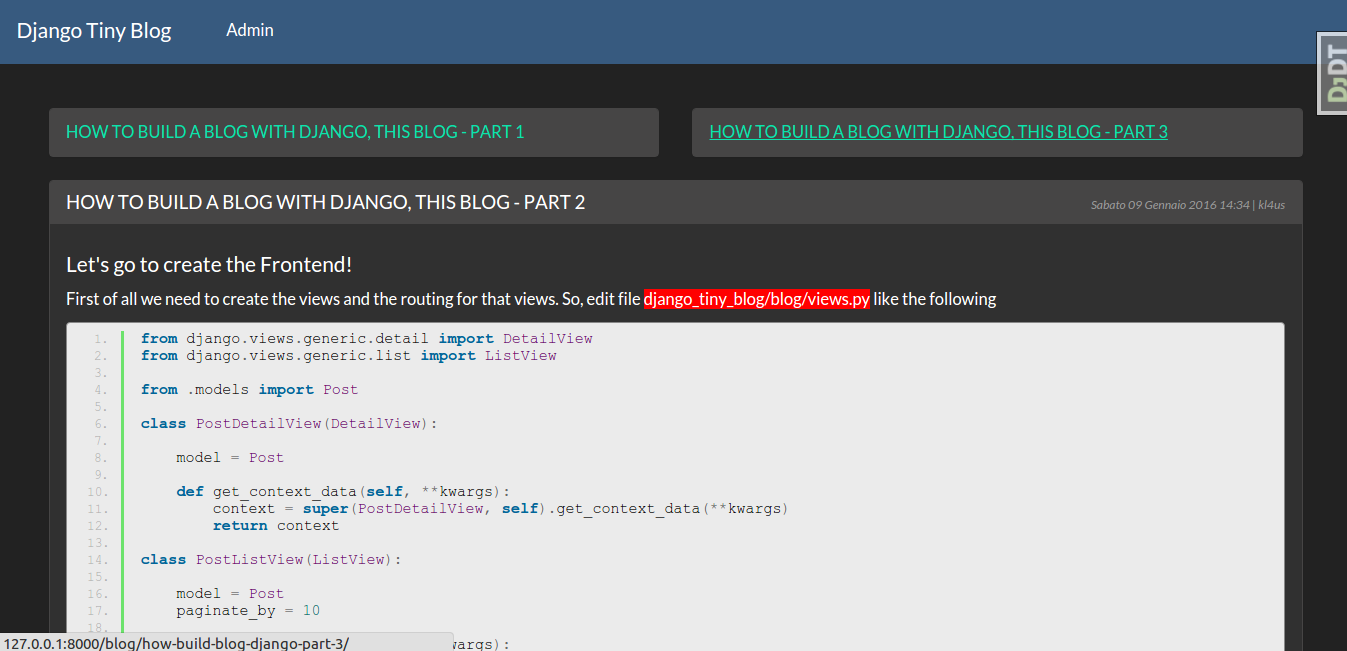 Django Tiny Blog Admin
DJDT
HOW TO BUILD A BLOG WITH DJANGO, THIS BLOG - PART 1
HOW TO BUILD A BLOG WITH DJANGO, THIS BLOG - PART 3
HOW TO BUILD A BLOG WITH DJANGO, THIS BLOG - PART 2
Sabato 09 Gennaio 2016 14:34 | kl4us
Let's go to create the Frontend!
First of all we need to create the views and the routing for that views. So, edit file django_tiny_blog/blog/views.py like the following
1. from django.views.generic.detail import DetailView
2. from django.views.generic.list import ListView
3.
4. from .models import Post
5.
6. class PostDetailView(DetailView):
7.
8. model = Post
9.
10. def get_context_data(self, **kwargs):
11. context = super(PostDetailView, self).get_context_data(**kwargs)
12. return context
13.
14. class PostListView(ListView):
15.
16. model = Post
17. paginate_by = 10
18.
wargs):
127.0.0.1:8000/blog/how-build-blog-django-part-3/